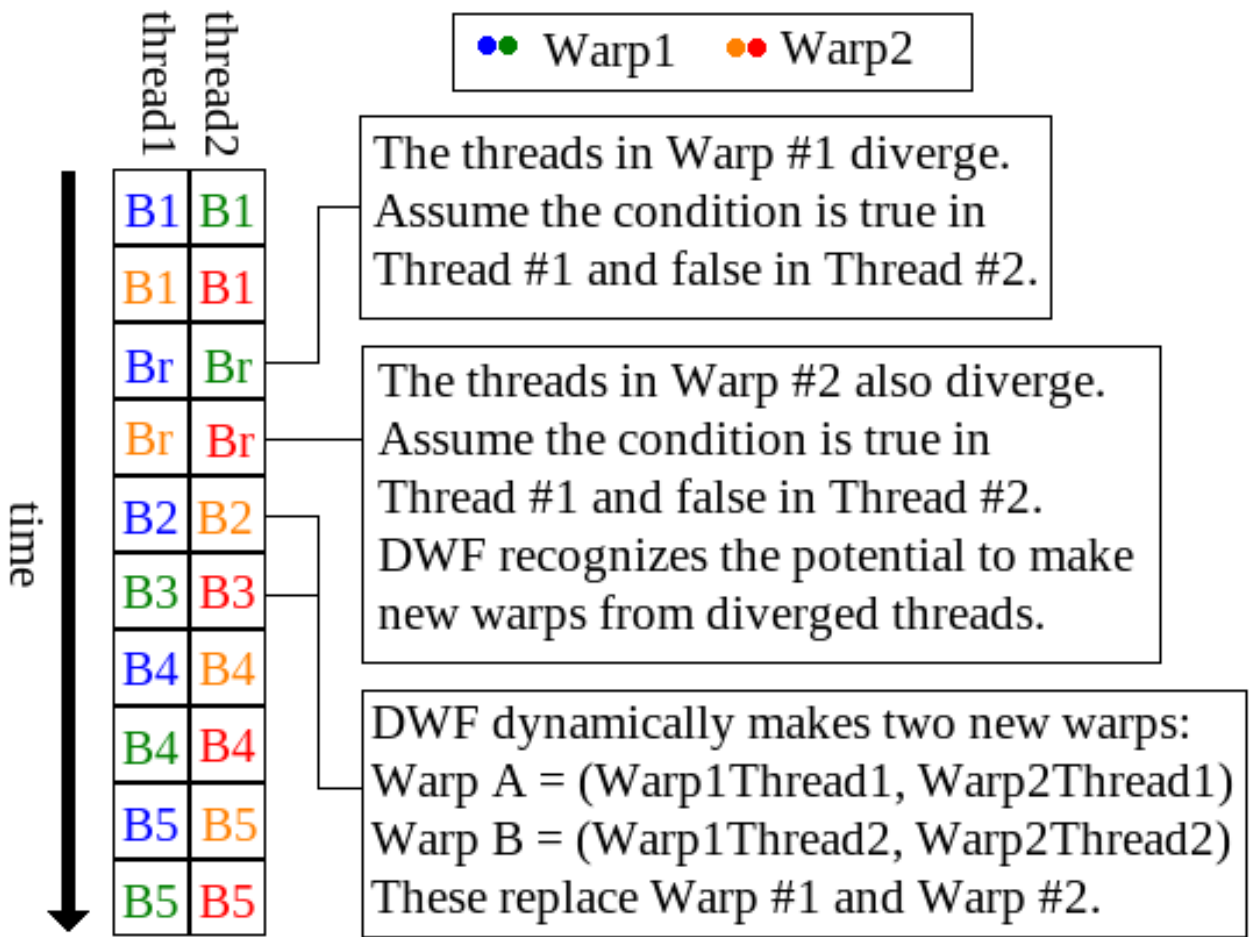 thread1 thread2
Warp1 Warp2
B1 B1
B1 B1
Br Br
Br Br
B2 B2
B3 B3
B4 B4
B4 B4
B5 B5
B5 B5
time
The threads in Warp #1 diverge.
Assume the condition is true in
Thread #1 and false in Thread #2.
The threads in Warp #2 also diverge.
Assume the condition is true in
Thread #1 and false in Thread #2.
DWF recognizes the potential to make
new warps from diverged threads.
DWF dynamically makes two new warps:
Warp A = (Warp1Thread1, Warp2Thread1)
Warp B = (Warp1Thread2, Warp2Thread2)
These replace Warp #1 and Warp #2.